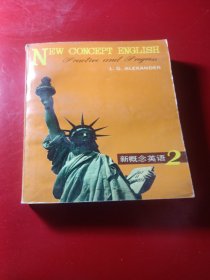 NEW CONCEPT ENGLISH
Practice and Progress
L. G. ALEXANDER
新概念英语 2